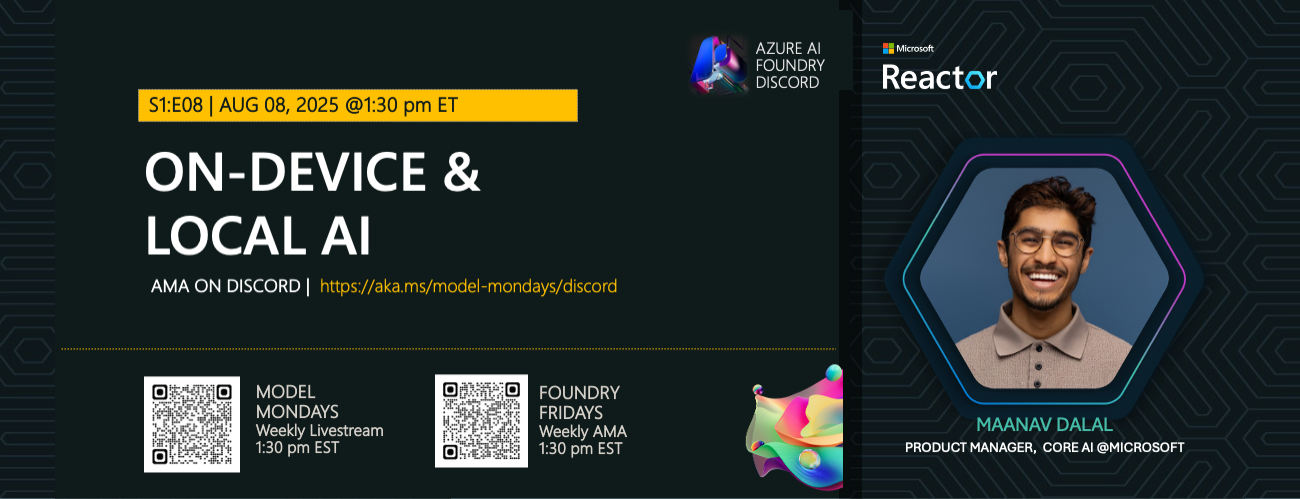 AZURE AI
FOUNDRY
DISCORD
S1:E08 | AUG 08, 2025 @1:30 pm ET
ON-DEVICE &
LOCAL AI
AMA ON DISCORD | https://aka.ms/model-mondays/discord
MODEL
MONDAYS
Weekly Livestream
1:30 pm EST
FOUNDRY
FRIDAYS
Weekly AMA
1:30 pm EST
Microsoft
Reactor
MAANAV DALAL
PRODUCT MANAGER, CORE AI @MICROSOFT